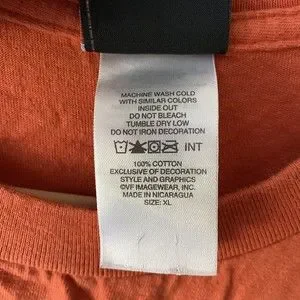 MACHINE WASH COLD
WITH SIMILAR COLORS
INSIDE OUT
DO NOT BLEACH
TUMBLE DRY LOW
DO NOT IRON DECORATION
INT
100% COTTON
EXCLUSIVE OF DECORATION
STYLE AND GRAPHICS
©VF IMAGEWEAR, INC.
MADE IN NICARAGUA
SIZE: XL